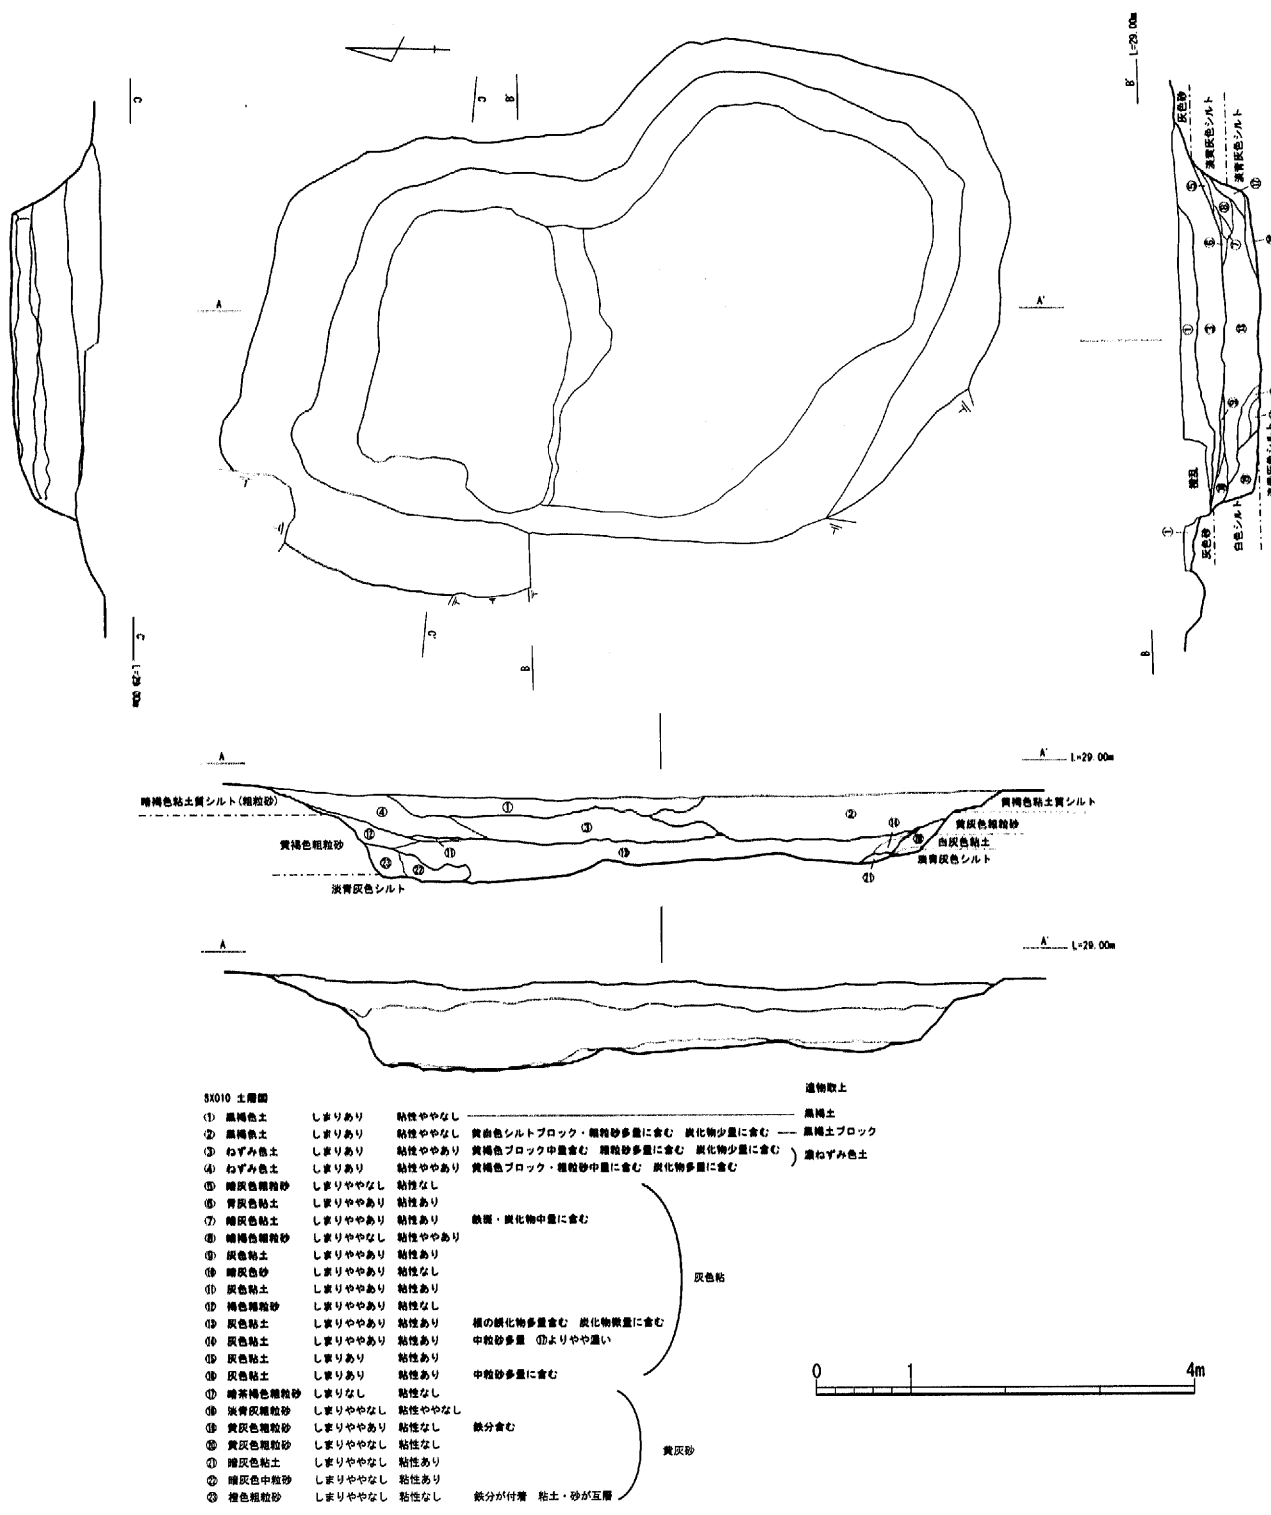 C
C'
L=29.00m
C
B'
A
A'
C'
B
B'
L=29.00m
灰色砂
淡黄灰色シルト
淡青灰色シルト
⑤
⑧
⑥
⑦
①
③
⑬
撹乱
①
灰色砂
白色シルト
B
A
A'
L=29.00m
暗褐色粘土質シルト(粗粒砂)
黄褐色粘土質シルト
④
①
②
③
黄灰色粗粒砂
⑫
黄褐色粗粒砂
白灰色粘土
⑪
⑬
淡青灰色シルト
㉓
㉒
㉑
淡青灰色シルト
A
A'
L=29.00m
SX010 土層図
遺物取上
① 黒褐色土 しまりあり 粘性ややなし 黒褐土
② 黒褐色土 しまりあり 粘性ややなし 黄白色シルトブロック・粗粒砂多量に含む 炭化物少量に含む 黒褐土ブロック
③ ねずみ色土 しまりあり 粘性ややあり 黄褐色ブロック中量含む 粗粒砂多量に含む 炭化物少量に含む
濃ねずみ色土
④ ねずみ色土 しまりあり 粘性ややあり 黄褐色ブロック・粗粒砂中量に含む 炭化物多量に含む
⑤ 暗灰色粗粒砂 しまりややなし 粘性なし
⑥ 青灰色粘土 しまりややあり 粘性あり
⑦ 暗灰色粘土 しまりややあり 粘性あり 鉄斑・炭化物中量に含む
⑧ 暗褐色粗粒砂 しまりややなし 粘性ややあり
⑨ 灰色粘土 しまりややあり 粘性あり
⑩ 暗灰色砂 しまりややあり 粘性なし
灰色粘
⑪ 灰色粘土 しまりややあり 粘性あり
⑫ 褐色粗粒砂 しまりややあり 粘性なし
⑬ 灰色粘土 しまりややあり 粘性あり 根の鉄化物多量含む 炭化物微量に含む
⑭ 灰色粘土 しまりややあり 粘性あり 中粒砂多量 ⑰よりやや濃い
⑮ 灰色粘土 しまりあり 粘性あり
⑯ 灰色粘土 しまりあり 粘性あり 中粒砂多量に含む
⑰ 暗茶褐色粗粒砂 しまりなし 粘性なし
⑱ 淡青灰粗粒砂 しまりややなし 粘性ややなし
⑲ 黄灰色粗粒砂 しまりややあり 粘性なし 鉄分含む
⑳ 黄灰色粗粒砂 しまりややなし 粘性なし
黄灰砂
㉑ 暗灰色粘土 しまりややなし 粘性あり
㉒ 暗灰色中粒砂 しまりややなし 粘性あり
㉓ 橙色粗粒砂 しまりややなし 粘性なし 鉄分が付着 粘土・砂が互層
0 1 4m